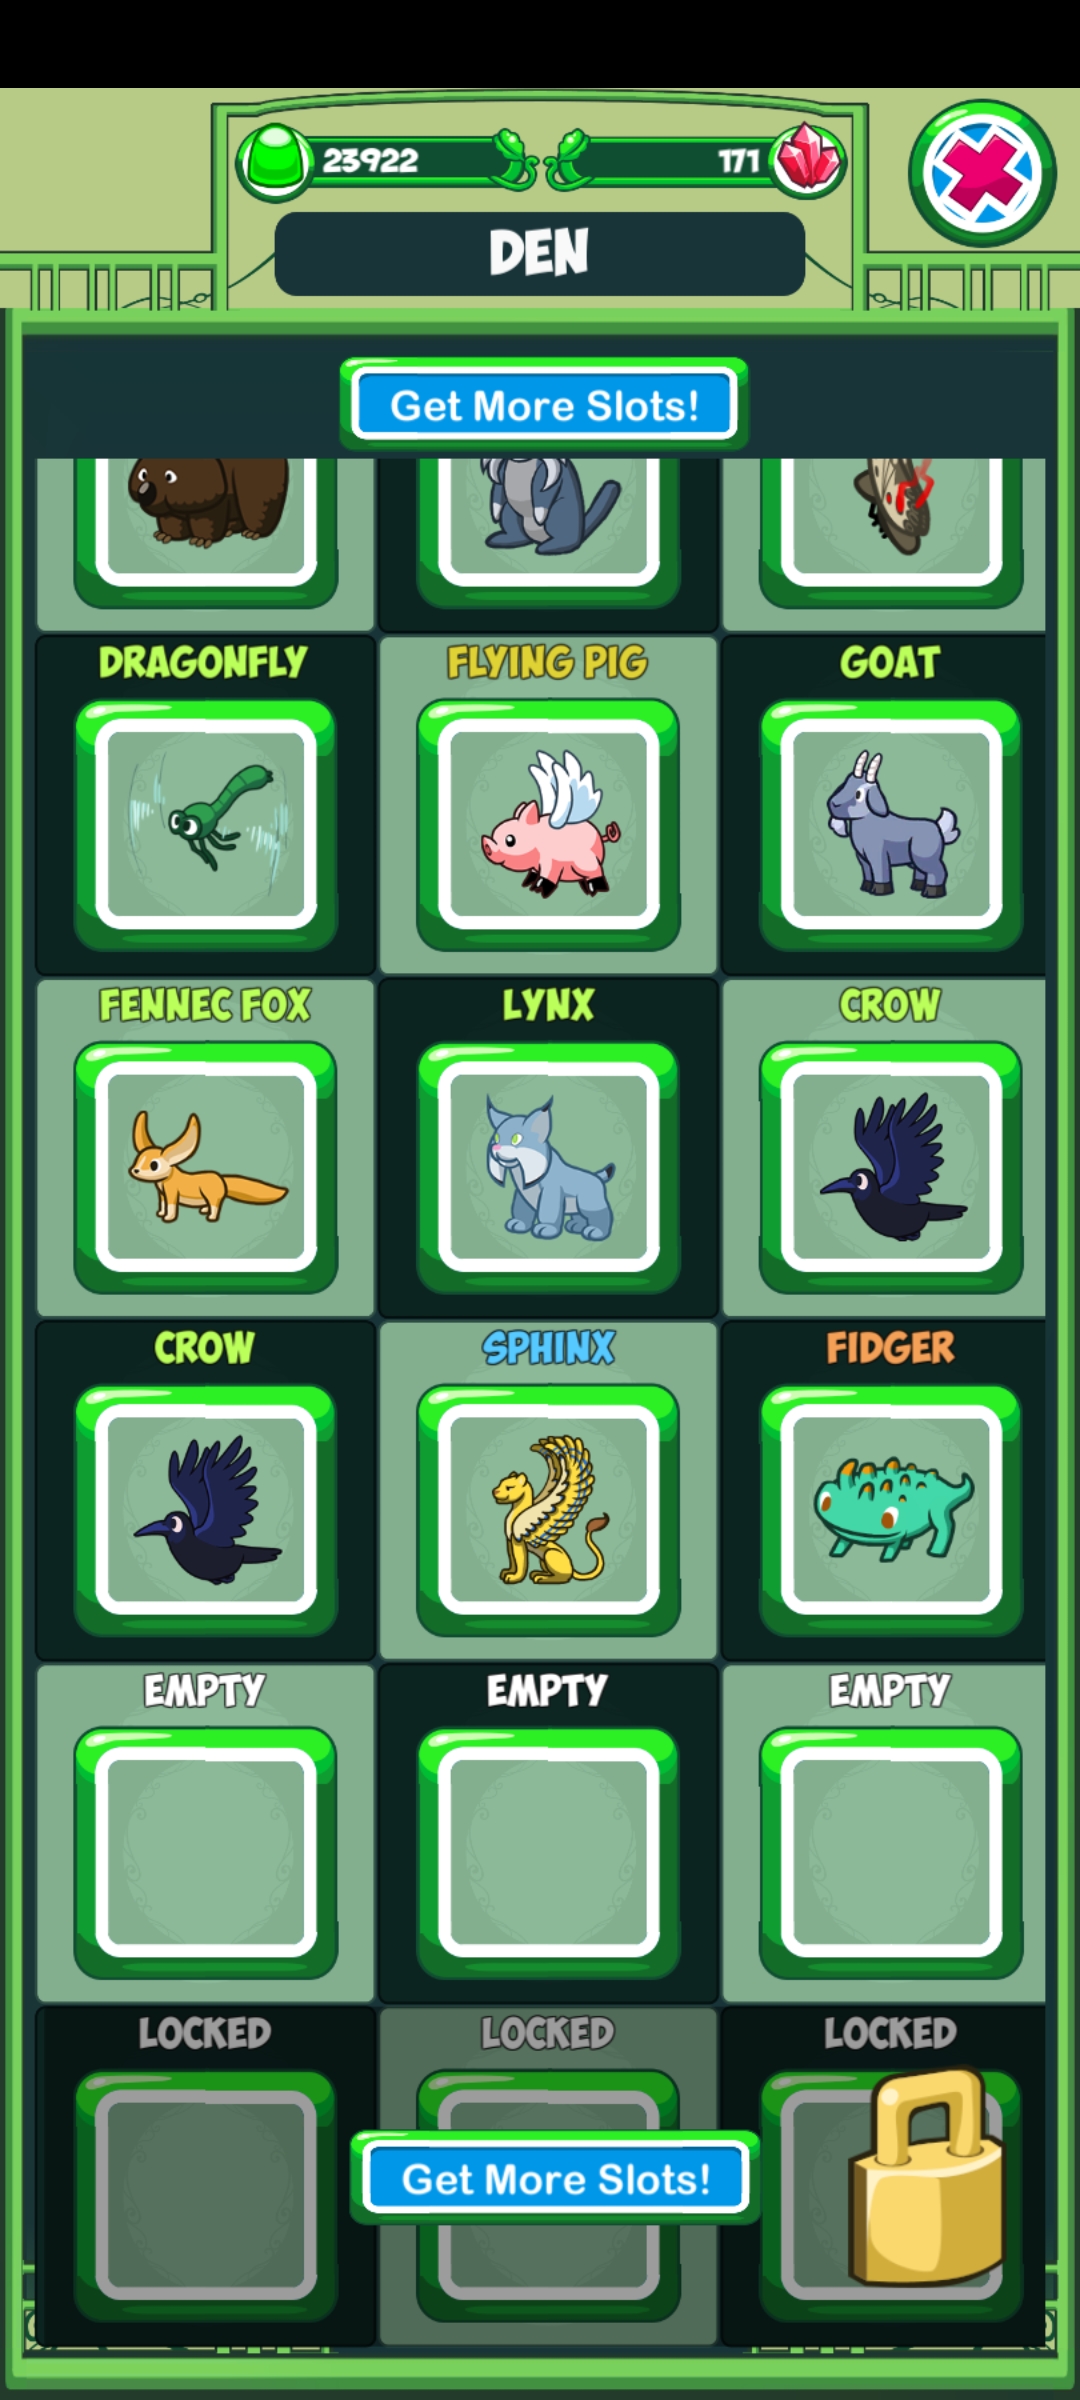 23922
171
DEN
Get More Slots!
DRAGONFLY
FLYING PIG
GOAT
FENNEC FOX
LYNX
CROW
CROW
SPHINX
FIDGER
EMPTY
EMPTY
EMPTY
LOCKED
LOCKED
LOCKED
Get More Slots!